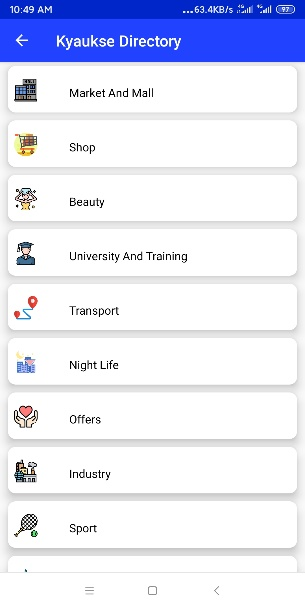 10:49 AM
...63.4KB/s
97
Kyaukse Directory
Market And Mall
Shop
Beauty
University And Training
Transport
Night Life
Offers
Industry
Sport